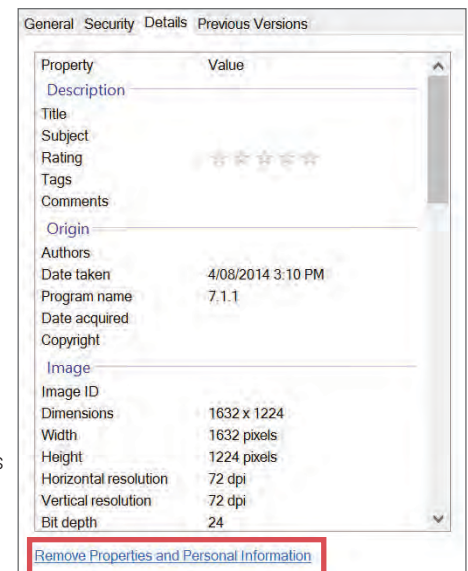 General Security Details Previous Versions
Property Value
Description
Title
Subject
Rating
Tags
Comments
Origin
Authors
Date taken 4/08/2014 3:10 PM
Program name 7.1.1
Date acquired
Copyright
Image
Image ID
Dimensions 1632 x 1224
Width 1632 pixels
Height 1224 pixels
s
Horizontal resolution 72 dpi
Vertical resolution 72 dpi
Bit depth 24
Remove Properties and Personal Information